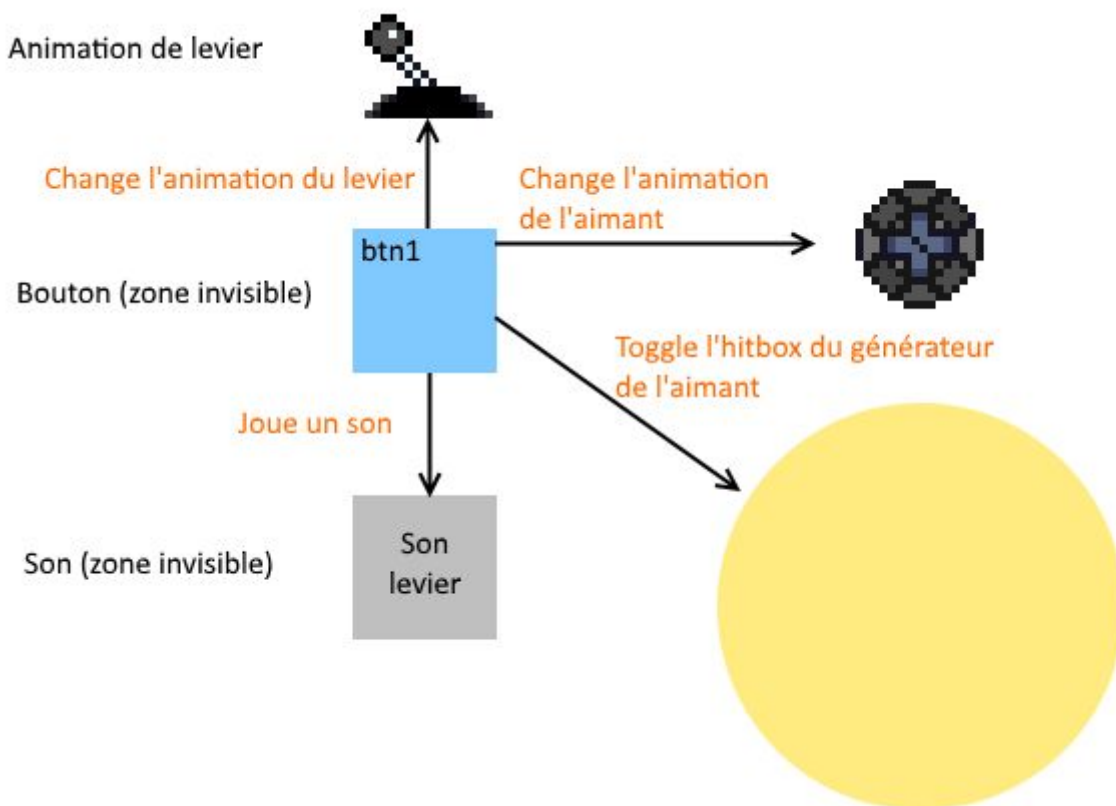 Animation de levier
Change l'animation du levier
Change l'animation
de l'aimant
btn1
Bouton (zone invisible)
Toggle l'hitbox du générateur
de l'aimant
Joue un son
Son (zone invisible)
Son
levier